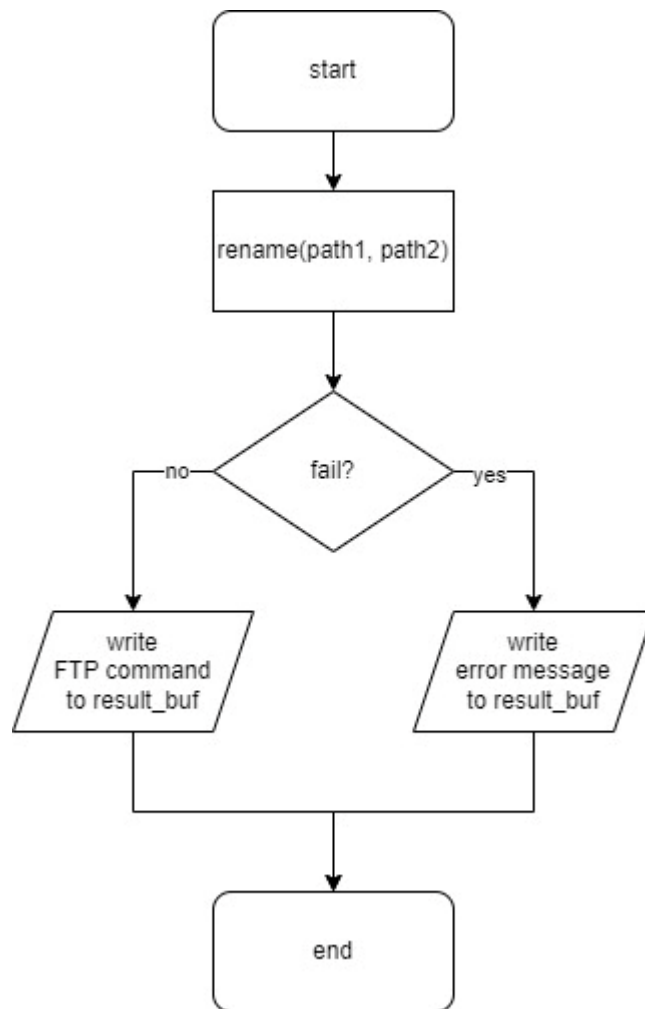 start
rename(path1, path2)
fail?
no
yes
write
FTP command
to result_buf
write
error message
to result_buf
end